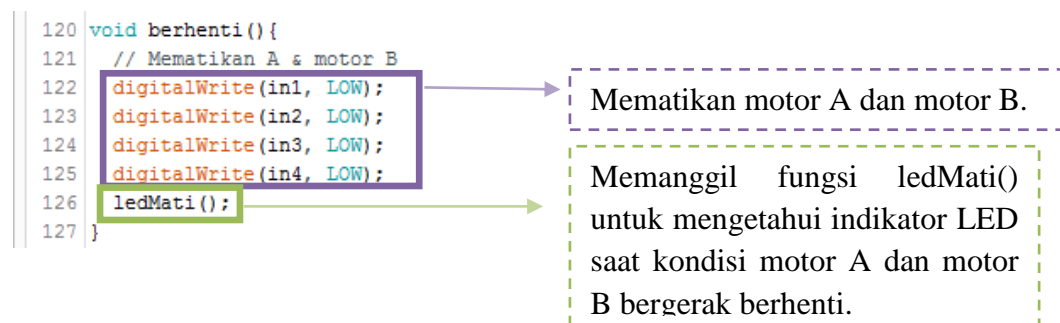 120 void berhenti(){
121 // Mematikan A & motor B
122 digitalWrite(in1, LOW);
123 digitalWrite(in2, LOW);
124 digitalWrite(in3, LOW);
125 digitalWrite(in4, LOW);
126 ledMati();
127 }
Mematikan motor A dan motor B.
Memanggil fungsi ledMati()
untuk mengetahui indikator LED
saat kondisi motor A dan motor
B bergerak berhenti.